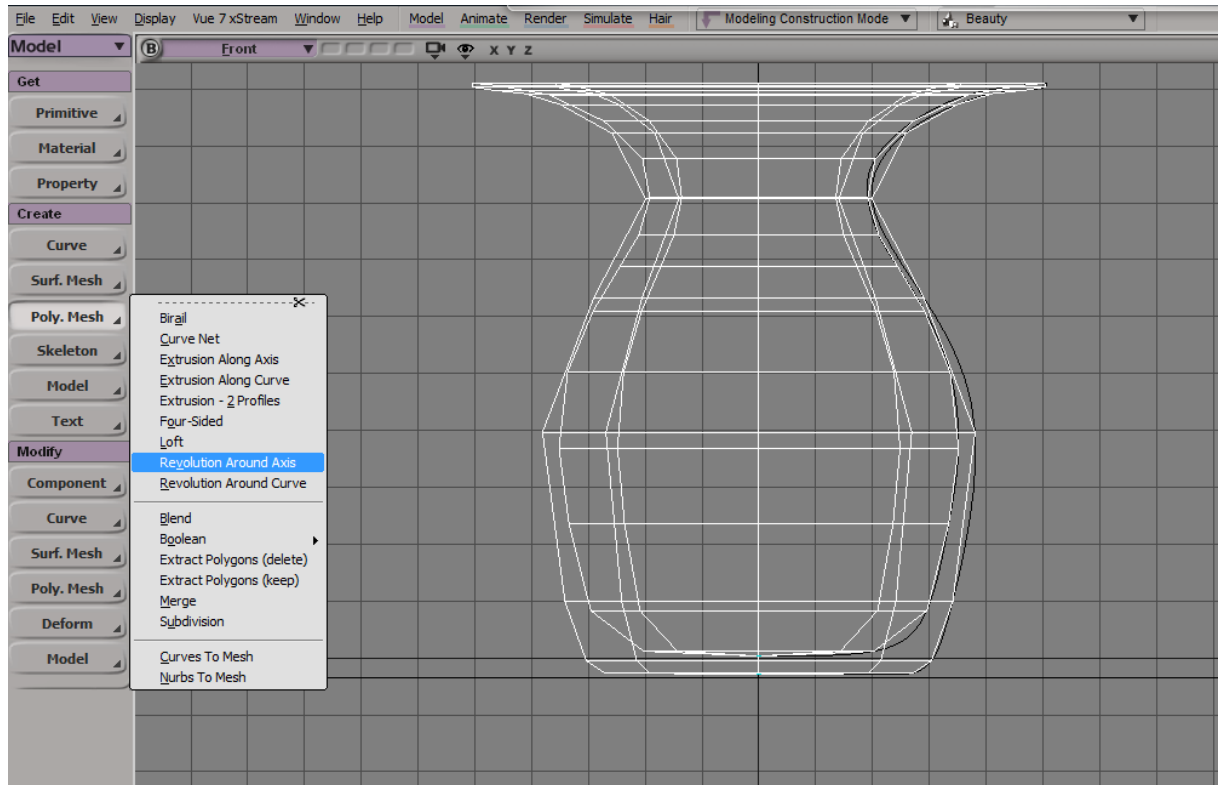 File Edit View Display Vue 7 xStream Window Help Model Animate Render Simulate Hair Modeling Construction Mode Beauty
Model B Front X Y Z
Get
Primitive
Material
Property
Create
Curve
Surf. Mesh
Poly. Mesh
Skeleton
Model
Text
Modify
Component
Curve
Surf. Mesh
Poly. Mesh
Deform
Model
Birail
Curve Net
Extrusion Along Axis
Extrusion Along Curve
Extrusion - 2 Profiles
Four-Sided
Loft
Revolution Around Axis
Revolution Around Curve
Blend
Boolean
Extract Polygons (delete)
Extract Polygons (keep)
Merge
Subdivision
Curves To Mesh
Nurbs To Mesh